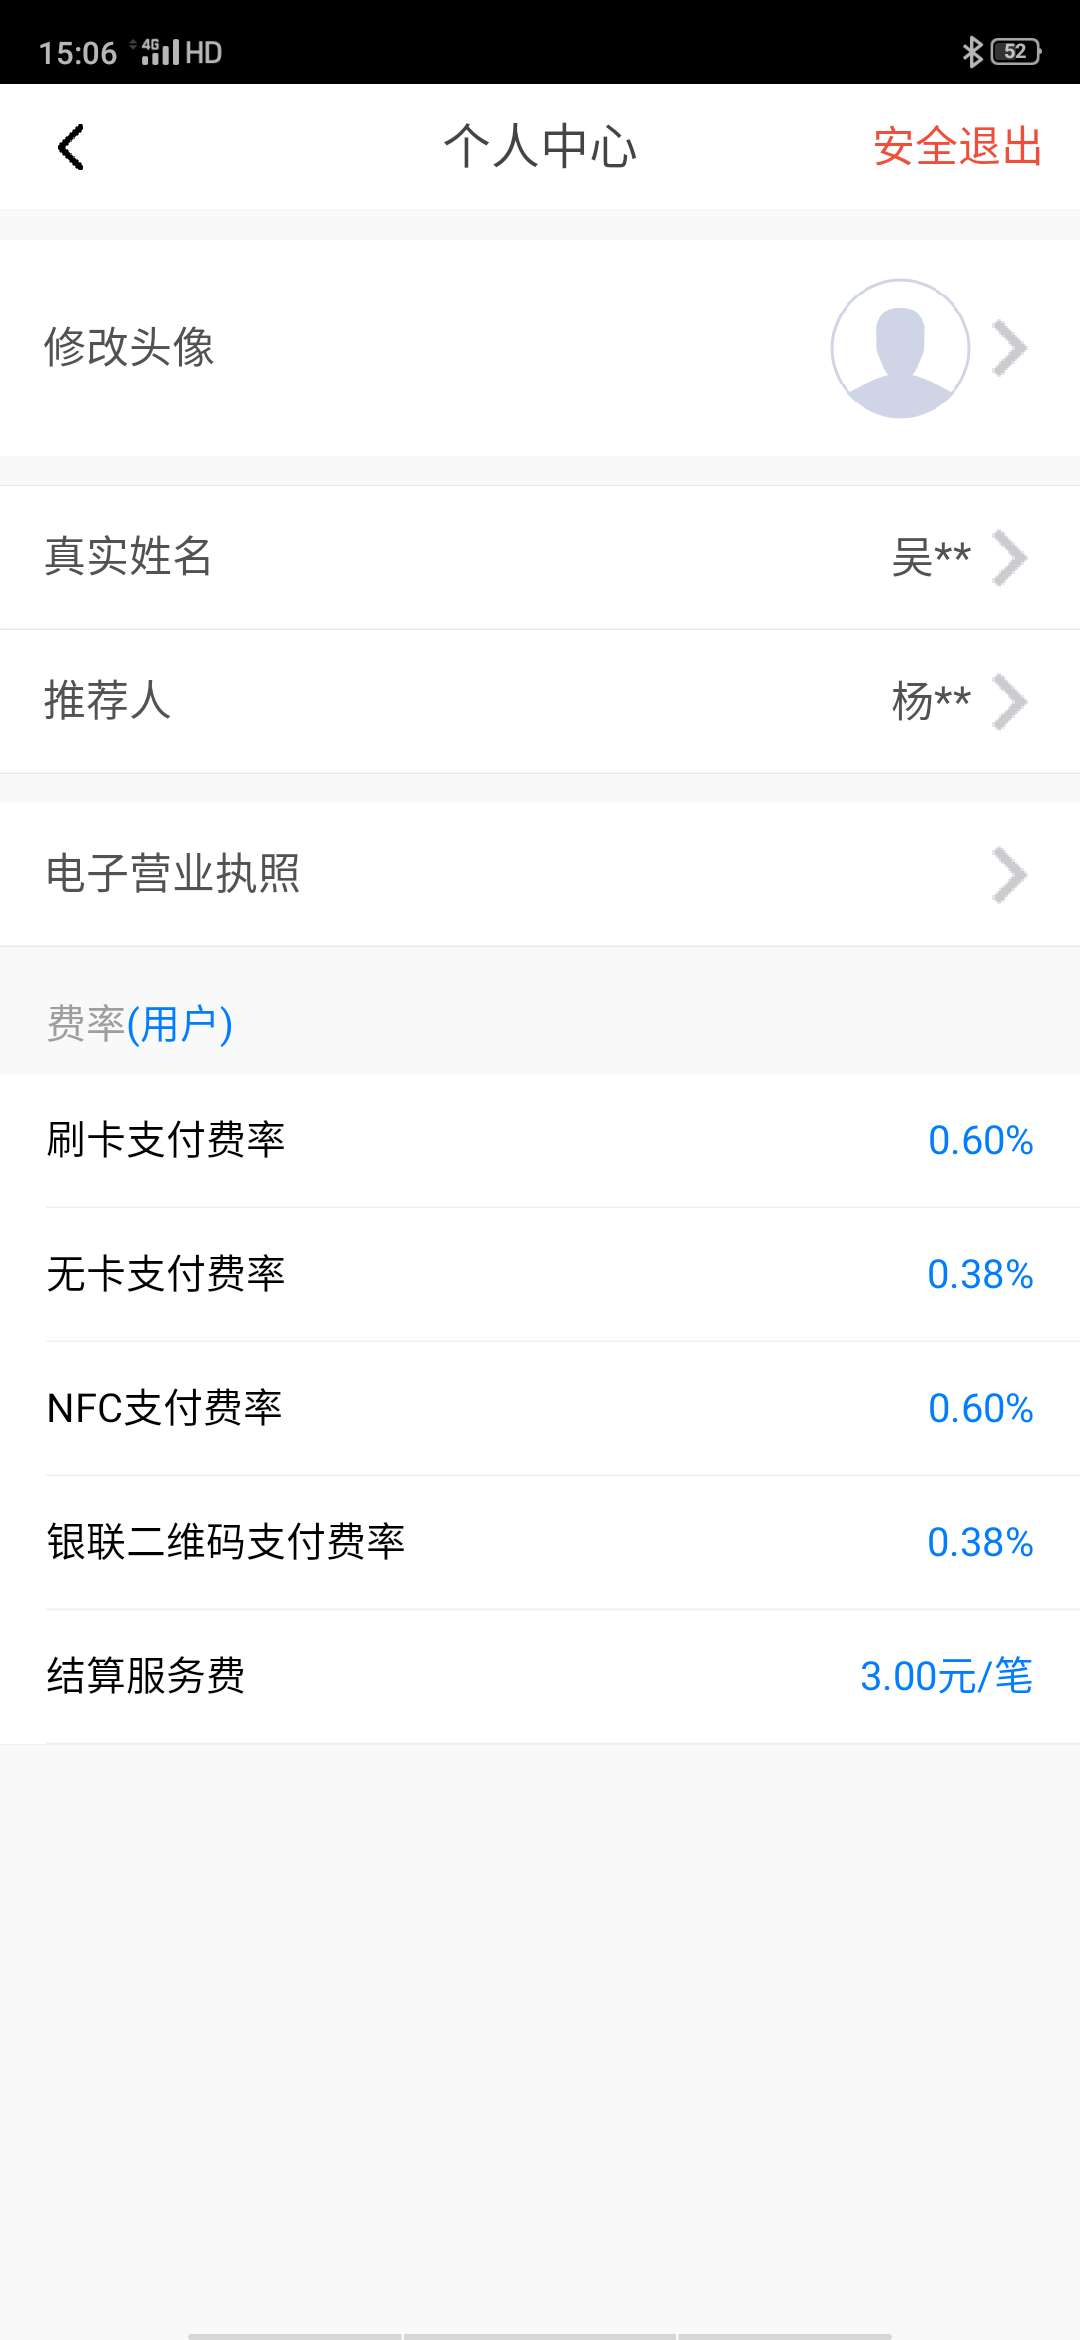 15:06 4G HD 52
个人中心 安全退出
修改头像
真实姓名 吴**
推荐人 杨**
电子营业执照
费率(用户)
刷卡支付费率 0.60%
无卡支付费率 0.38%
NFC支付费率 0.60%
银联二维码支付费率 0.38%
结算服务费 3.00元/笔